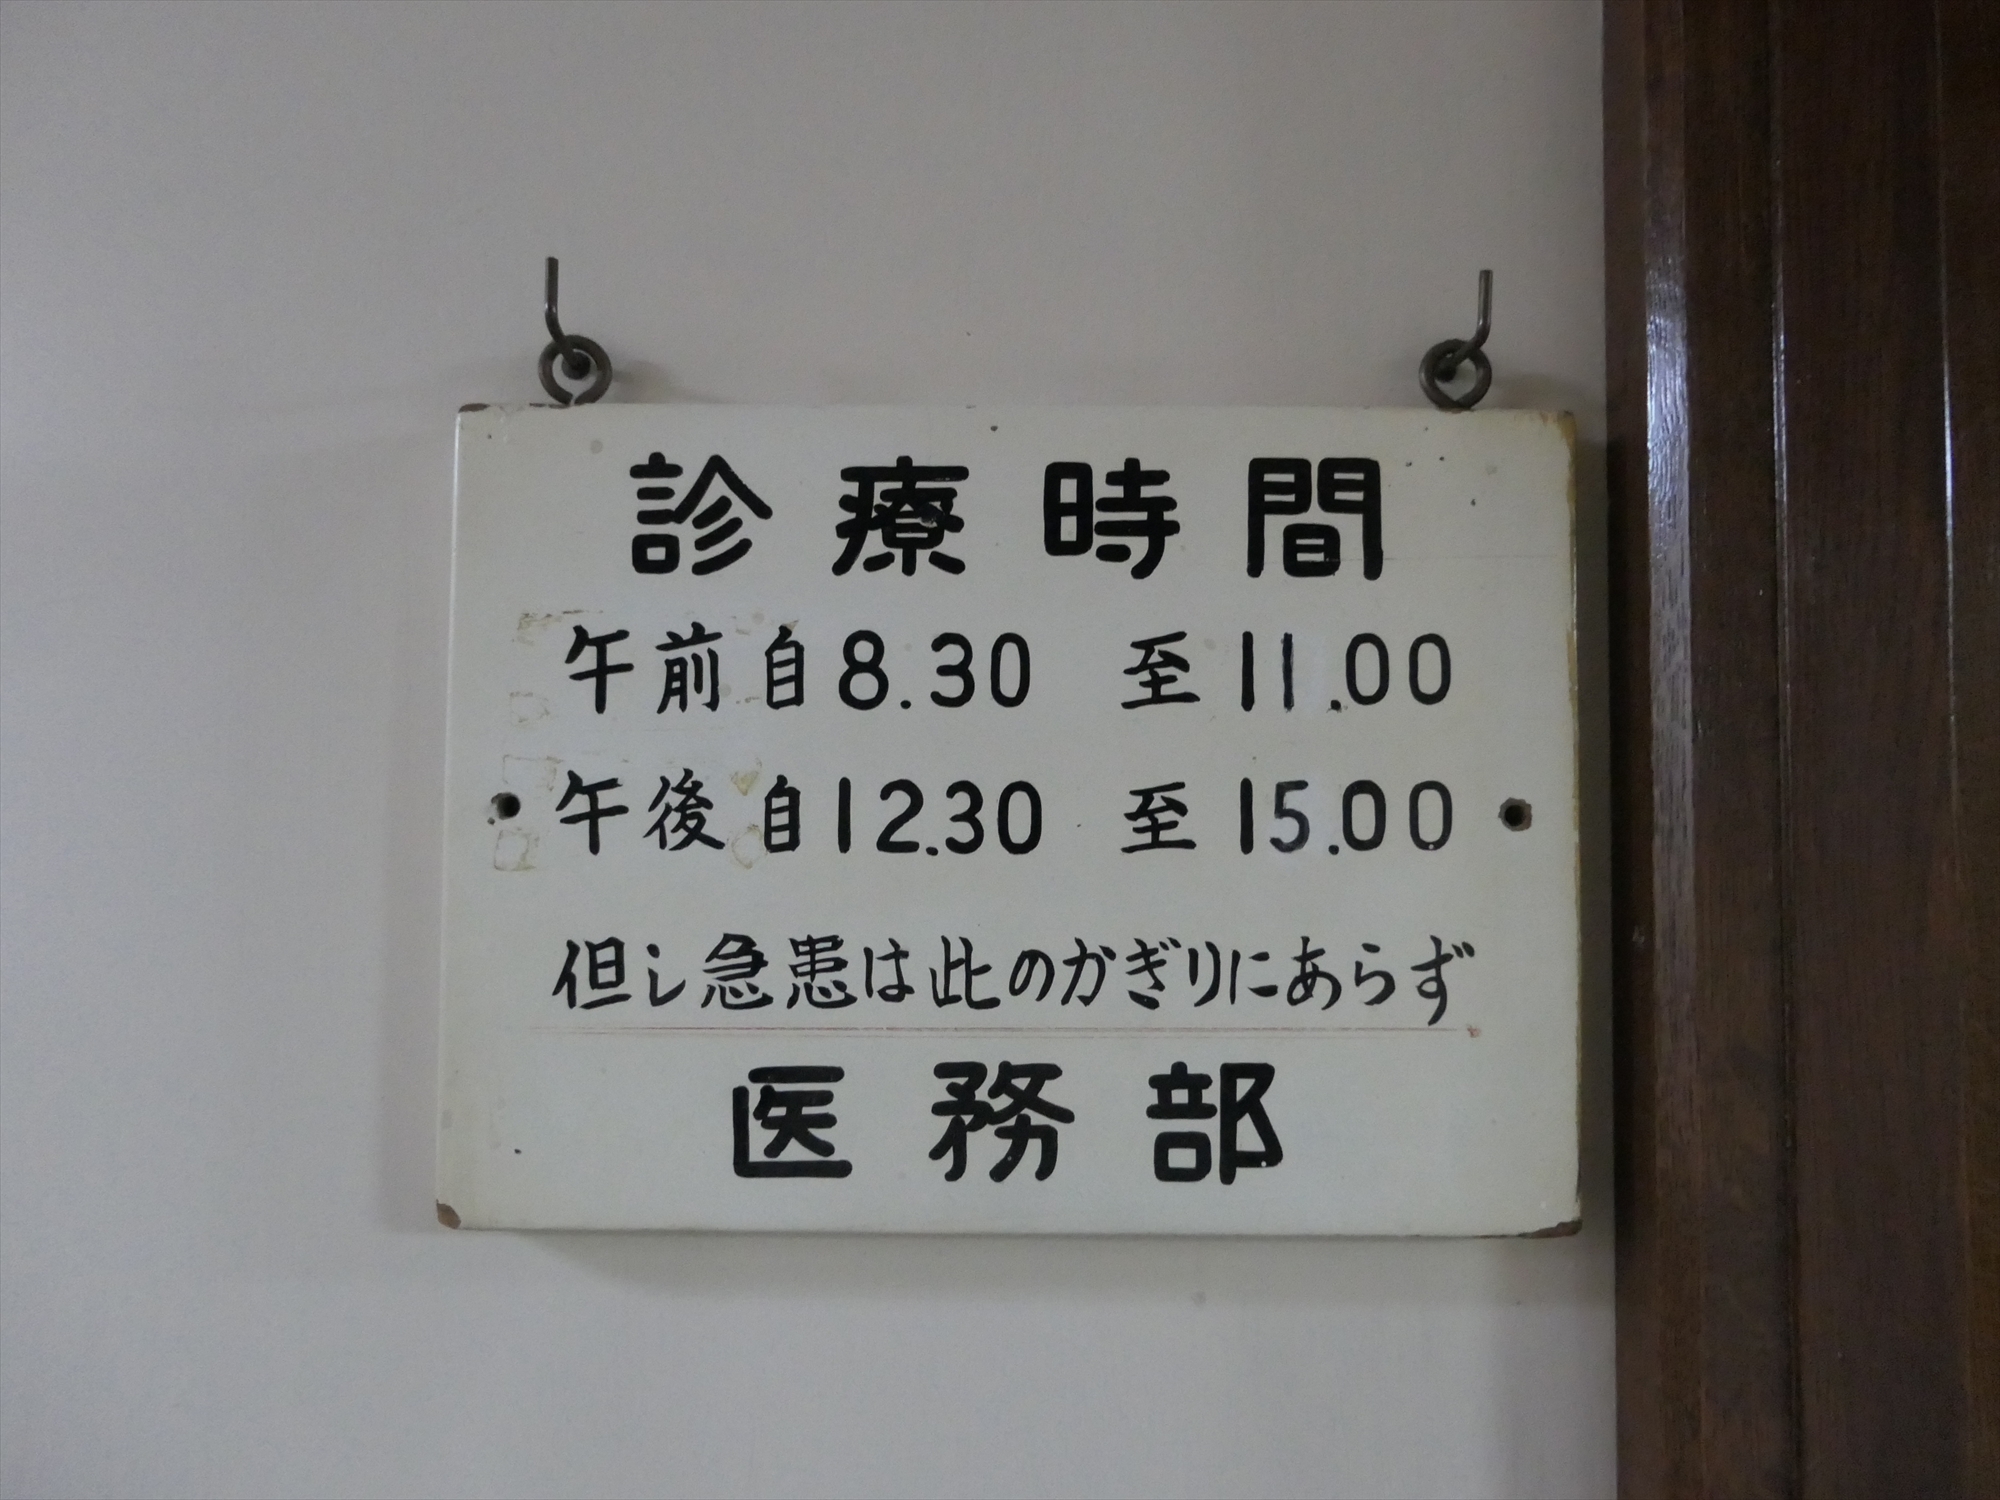 診療時間
午前自8.30 至11.00
午後自12.30 至15.00
但し急患は此のかぎりにあらず
医務部